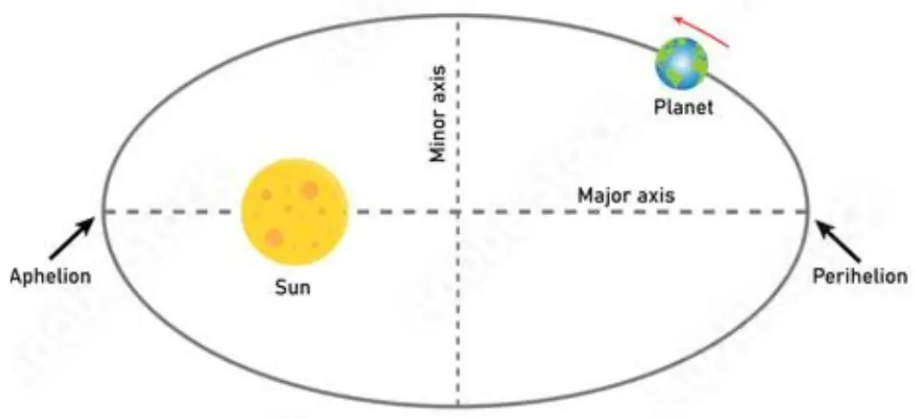 Minor axis
Planet
Major axis
Aphelion
Sun
Perihelion